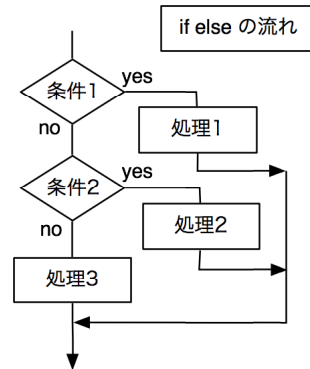 if else の流れ
条件1
yes
no
処理1
条件2
yes
no
処理2
処理3